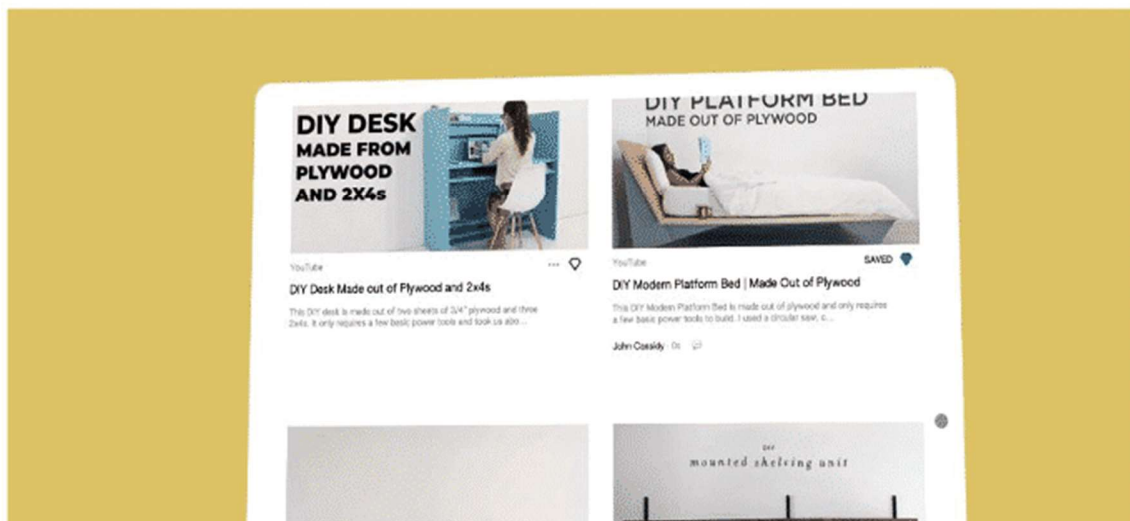 DIY DESK
MADE FROM
PLYWOOD
AND 2X4s
YouTube
DIY Desk Made out of Plywood and 2x4s
This DIY desk is made out of two sheets of 3/4" plywood and three
2x4s. It only requires a few basic power tools and took us abo...
DIY PLATFORM BED
MADE OUT OF PLYWOOD
YouTube
SAVED
DIY Modern Platform Bed | Made Out of Plywood
This DIY Modern Platform Bed is made out of plywood and only requires
a few basic power tools to build. I used a circular saw, c...
John Cassidy 0s
DIY
mounted shelving unit